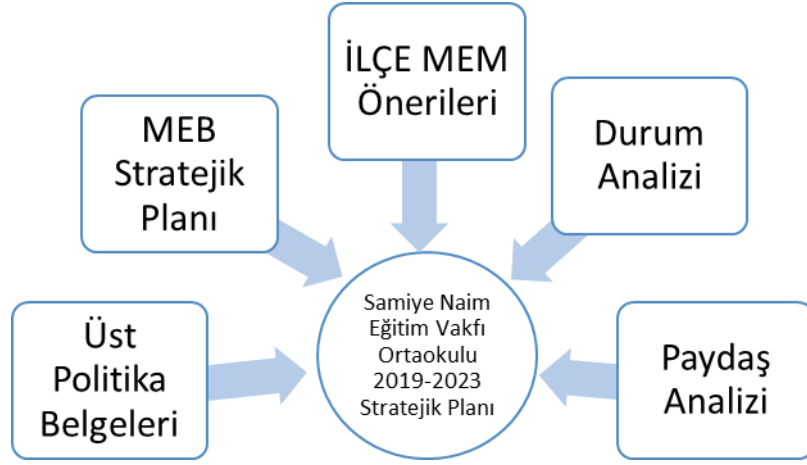 İLÇE MEM
Önerileri
MEB
Stratejik
Planı
Durum
Analizi
Üst
Politika
Belgeleri
Samiye Naim
Eğitim Vakfı
Ortaokulu
2019-2023
Stratejik Planı
Paydaş
Analizi